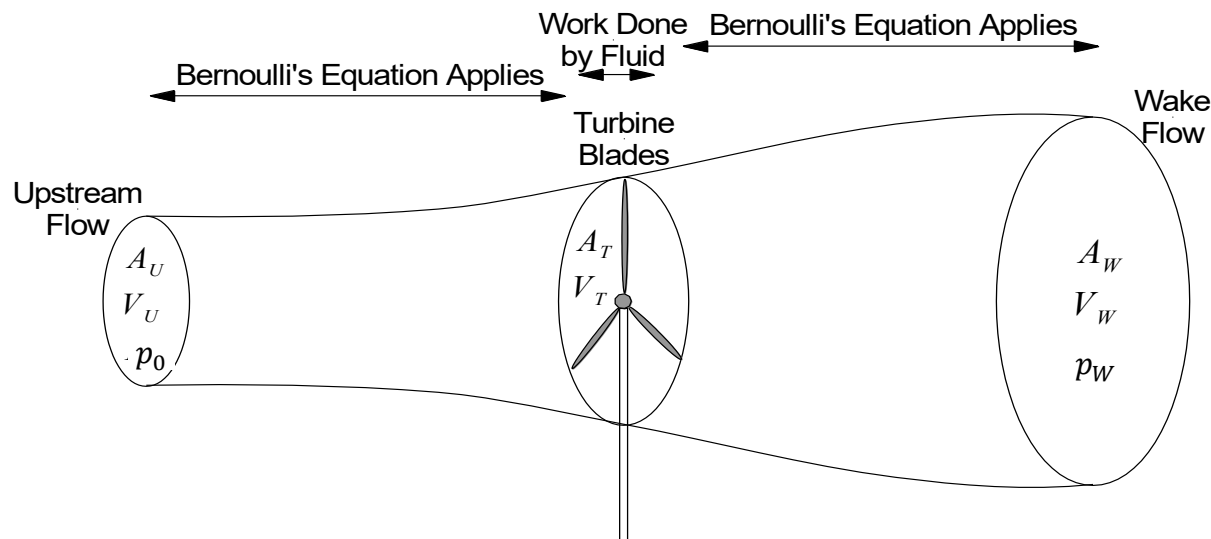 Work Done
by Fluid
Bernoulli's Equation Applies
Bernoulli's Equation Applies
Turbine
Blades
Wake
Flow
Upstream
Flow
A_U
V_U
p_0
A_T
V_T
A_W
V_W
p_W